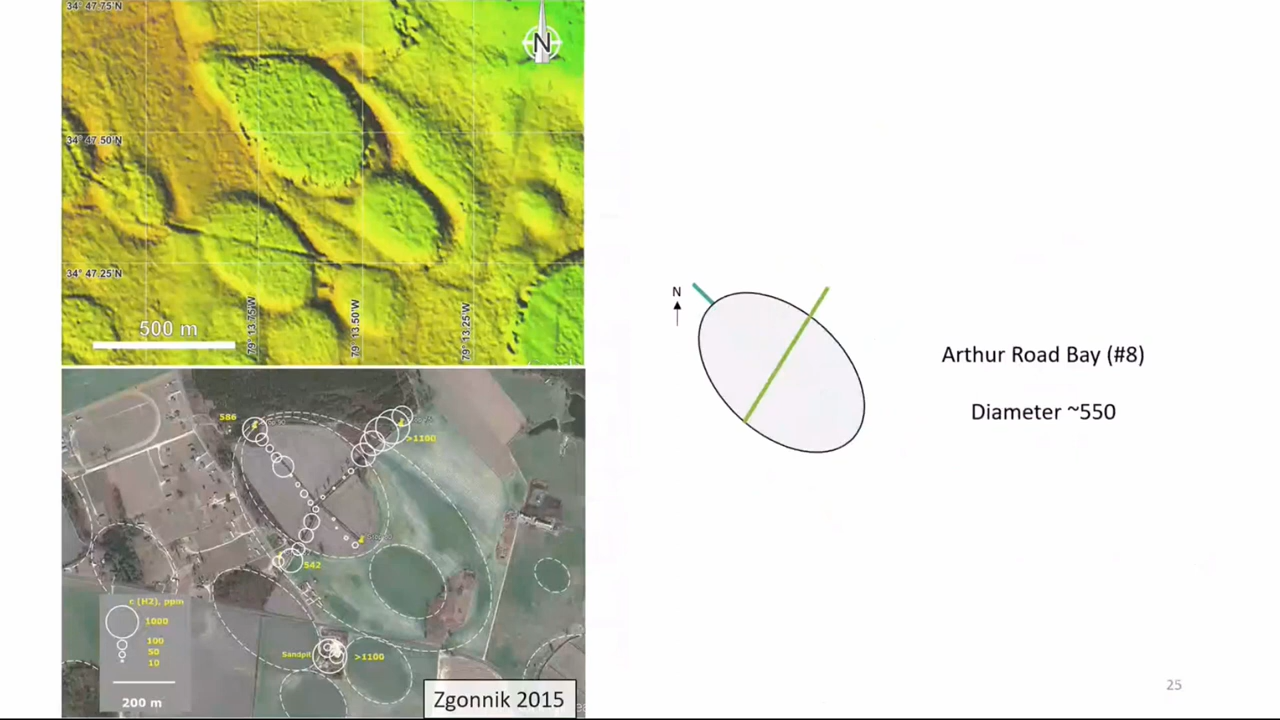 34° 47.75'N
N
34° 47.50'N
34° 47.25'N
79° 13.75'W
79° 13.50'W
79° 13.25'W
500 m
586
>1100
542
c (H2), ppm
1000
100
50
10
Sandpit
>1100
200 m
Zgonnik 2015
N
Arthur Road Bay (#8)
Diameter ~550
25